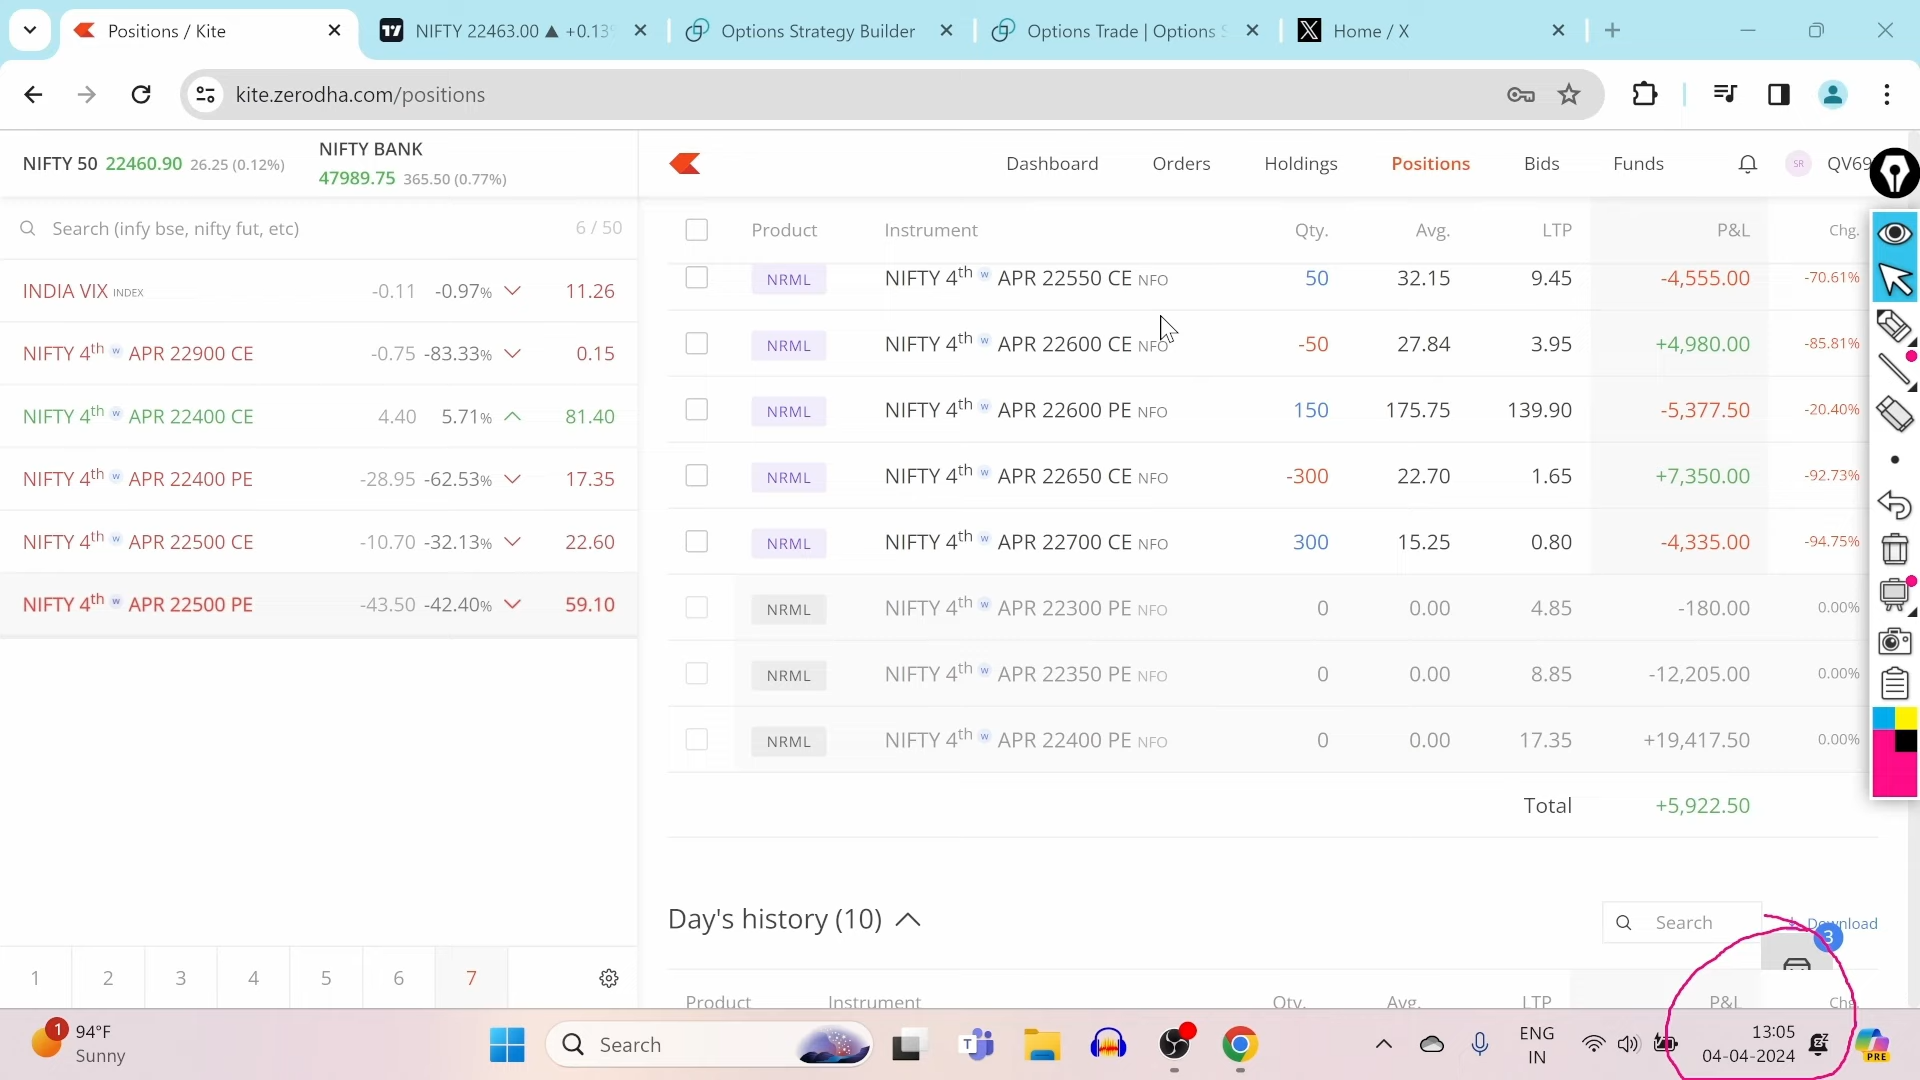 Positions / Kite
NIFTY 22463.00 ▲ +0.13%
Options Strategy Builder
Options Trade | Options S
Home / X
kite.zerodha.com/positions
NIFTY 50 22460.90 26.25 (0.12%)
NIFTY BANK
47989.75 365.50 (0.77%)
Dashboard Orders Holdings Positions Bids Funds SR QV69
Search (infy bse, nifty fut, etc) 6 / 50
INDIA VIX INDEX -0.11 -0.97% 11.26
NIFTY 4th w APR 22900 CE -0.75 -83.33% 0.15
NIFTY 4th w APR 22400 CE 4.40 5.71% 81.40
NIFTY 4th w APR 22400 PE -28.95 -62.53% 17.35
NIFTY 4th w APR 22500 CE -10.70 -32.13% 22.60
NIFTY 4th w APR 22500 PE -43.50 -42.40% 59.10
1 2 3 4 5 6 7
Product Instrument Qty. Avg. LTP P&L Chg.
NRML NIFTY 4th w APR 22550 CE NFO 50 32.15 9.45 -4,555.00 -70.61%
NRML NIFTY 4th w APR 22600 CE NFO -50 27.84 3.95 +4,980.00 -85.81%
NRML NIFTY 4th w APR 22600 PE NFO 150 175.75 139.90 -5,377.50 -20.40%
NRML NIFTY 4th w APR 22650 CE NFO -300 22.70 1.65 +7,350.00 -92.73%
NRML NIFTY 4th w APR 22700 CE NFO 300 15.25 0.80 -4,335.00 -94.75%
NRML NIFTY 4th w APR 22300 PE NFO 0 0.00 4.85 -180.00 0.00%
NRML NIFTY 4th w APR 22350 PE NFO 0 0.00 8.85 -12,205.00 0.00%
NRML NIFTY 4th w APR 22400 PE NFO 0 0.00 17.35 +19,417.50 0.00%
Total +5,922.50
Day's history (10)
Search Download
3
Product Instrument Qty. Avg. LTP P&L Chg.
1
94°F
Sunny
Search
T
ENG
IN
13:05
04-04-2024
PRE